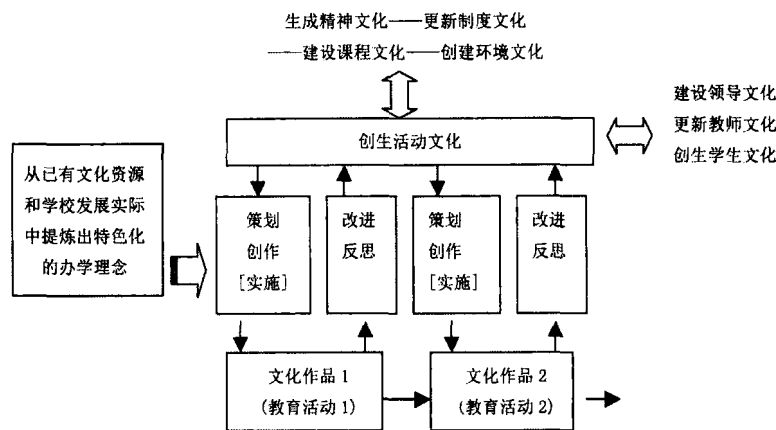 生成精神文化——更新制度文化
——建设课程文化——创建环境文化
建设领导文化
更新教师文化
创生学生文化
创生活动文化
从已有文化资源
和学校发展实际
中提炼出特色化
的办学理念
策划
创作
[实施]
改进
反思
策划
创作
[实施]
改进
反思
文化作品 1
(教育活动 1)
文化作品 2
(教育活动 2)